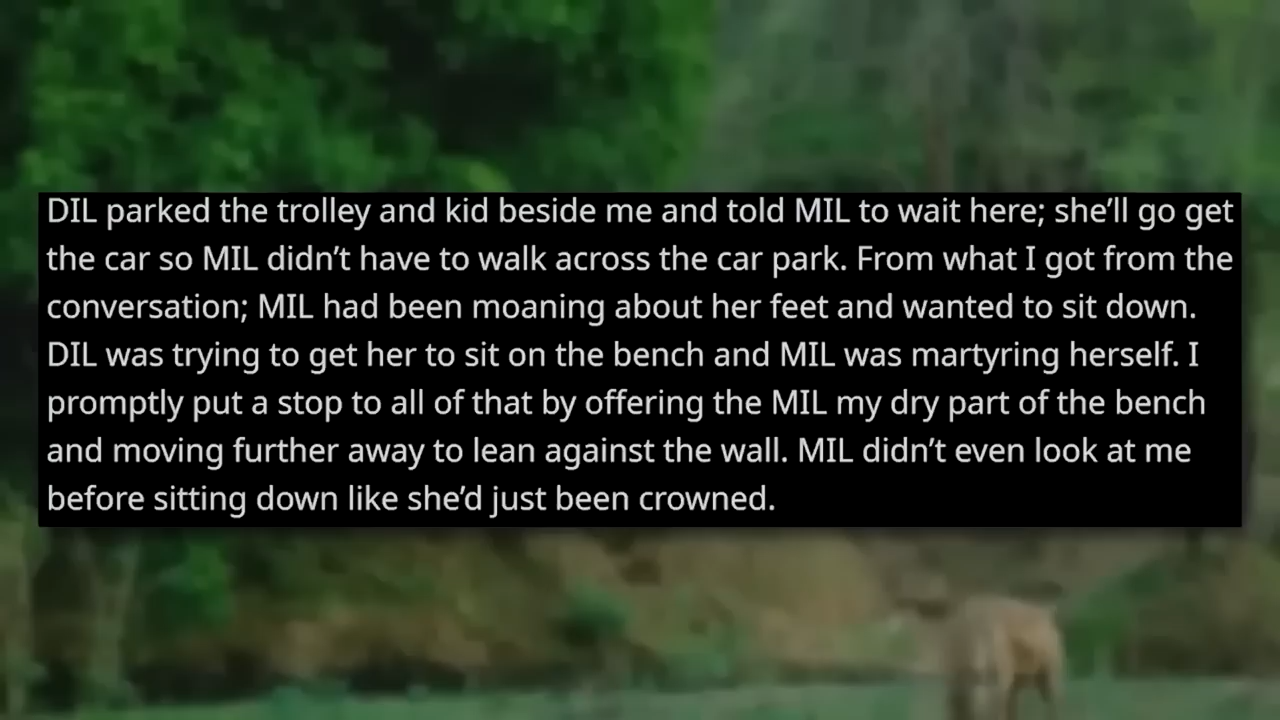 DIL parked the trolley and kid beside me and told MIL to wait here; she’ll go get
the car so MIL didn’t have to walk across the car park. From what I got from the
conversation; MIL had been moaning about her feet and wanted to sit down.
DIL was trying to get her to sit on the bench and MIL was martyring herself. I
promptly put a stop to all of that by offering the MIL my dry part of the bench
and moving further away to lean against the wall. MIL didn’t even look at me
before sitting down like she’d just been crowned.